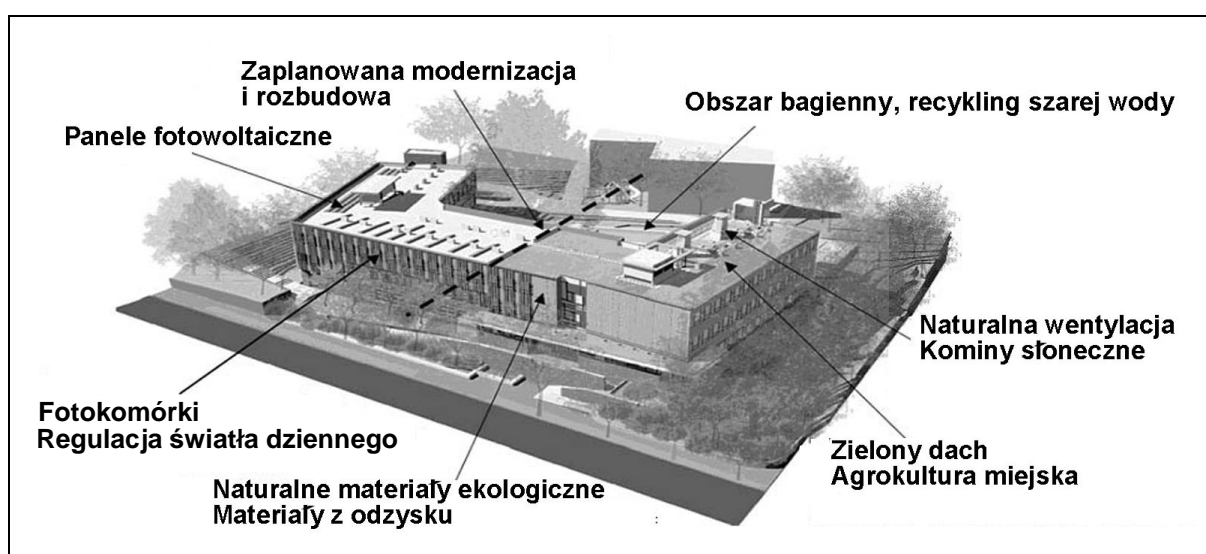 Zaplanowana modernizacja
i rozbudowa
Obszar bagienny, recykling szarej wody
Panele fotowoltaiczne
Naturalna wentylacja
Kominy słoneczne
Fotokomórki
Regulacja światła dziennego
Zielony dach
Agrokultura miejska
Naturalne materiały ekologiczne
Materiały z odzysku